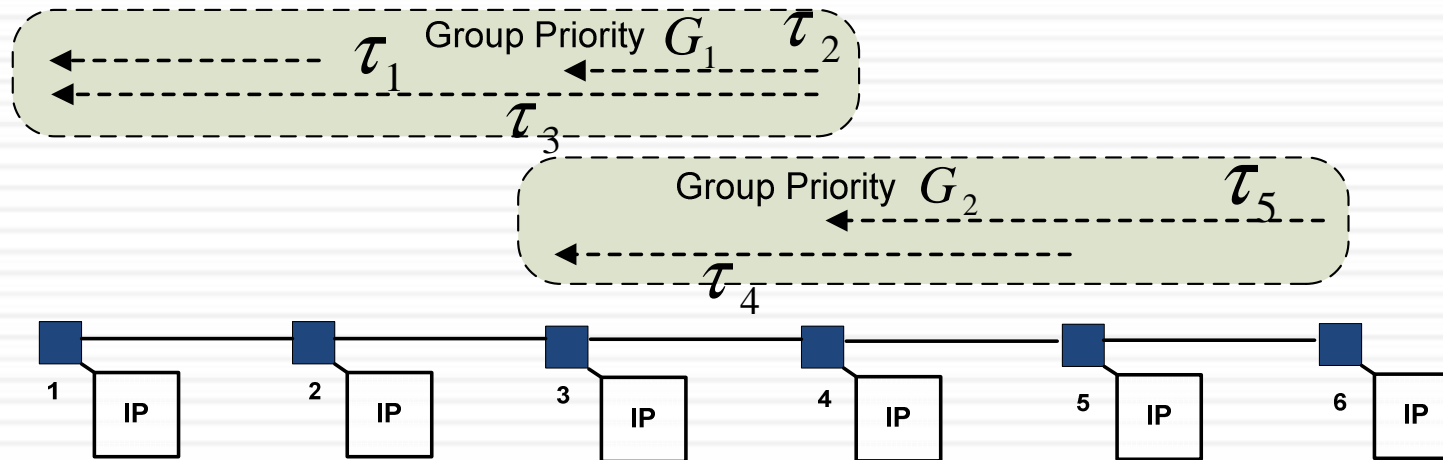 Group Priority G1
τ2
τ1
τ3
Group Priority G2
τ5
τ4
1 2 3 4 5 6
IP IP IP IP IP IP